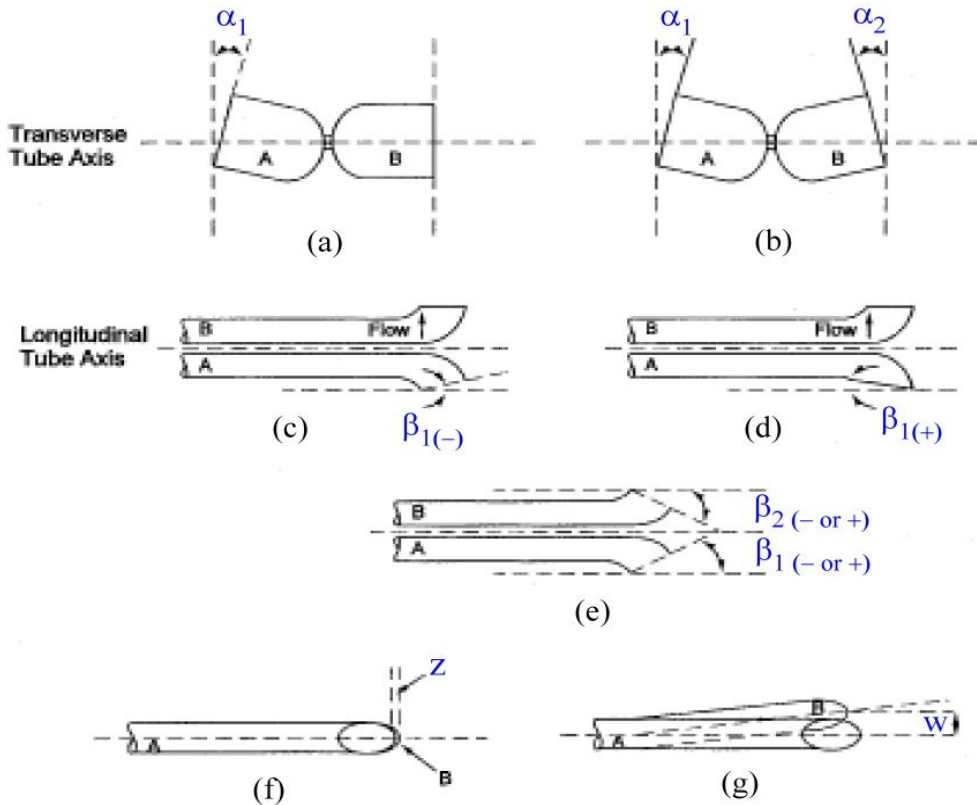 α1 α1 α2
Transverse
Tube Axis
A B A B
(a) (b)
Longitudinal
Tube Axis
B Flow B Flow
A A
β1(−) β1(+)
(c) (d)
B
A
β2 (− or +)
β1 (− or +)
(e)
Z
A B
B W
A
(f) (g)